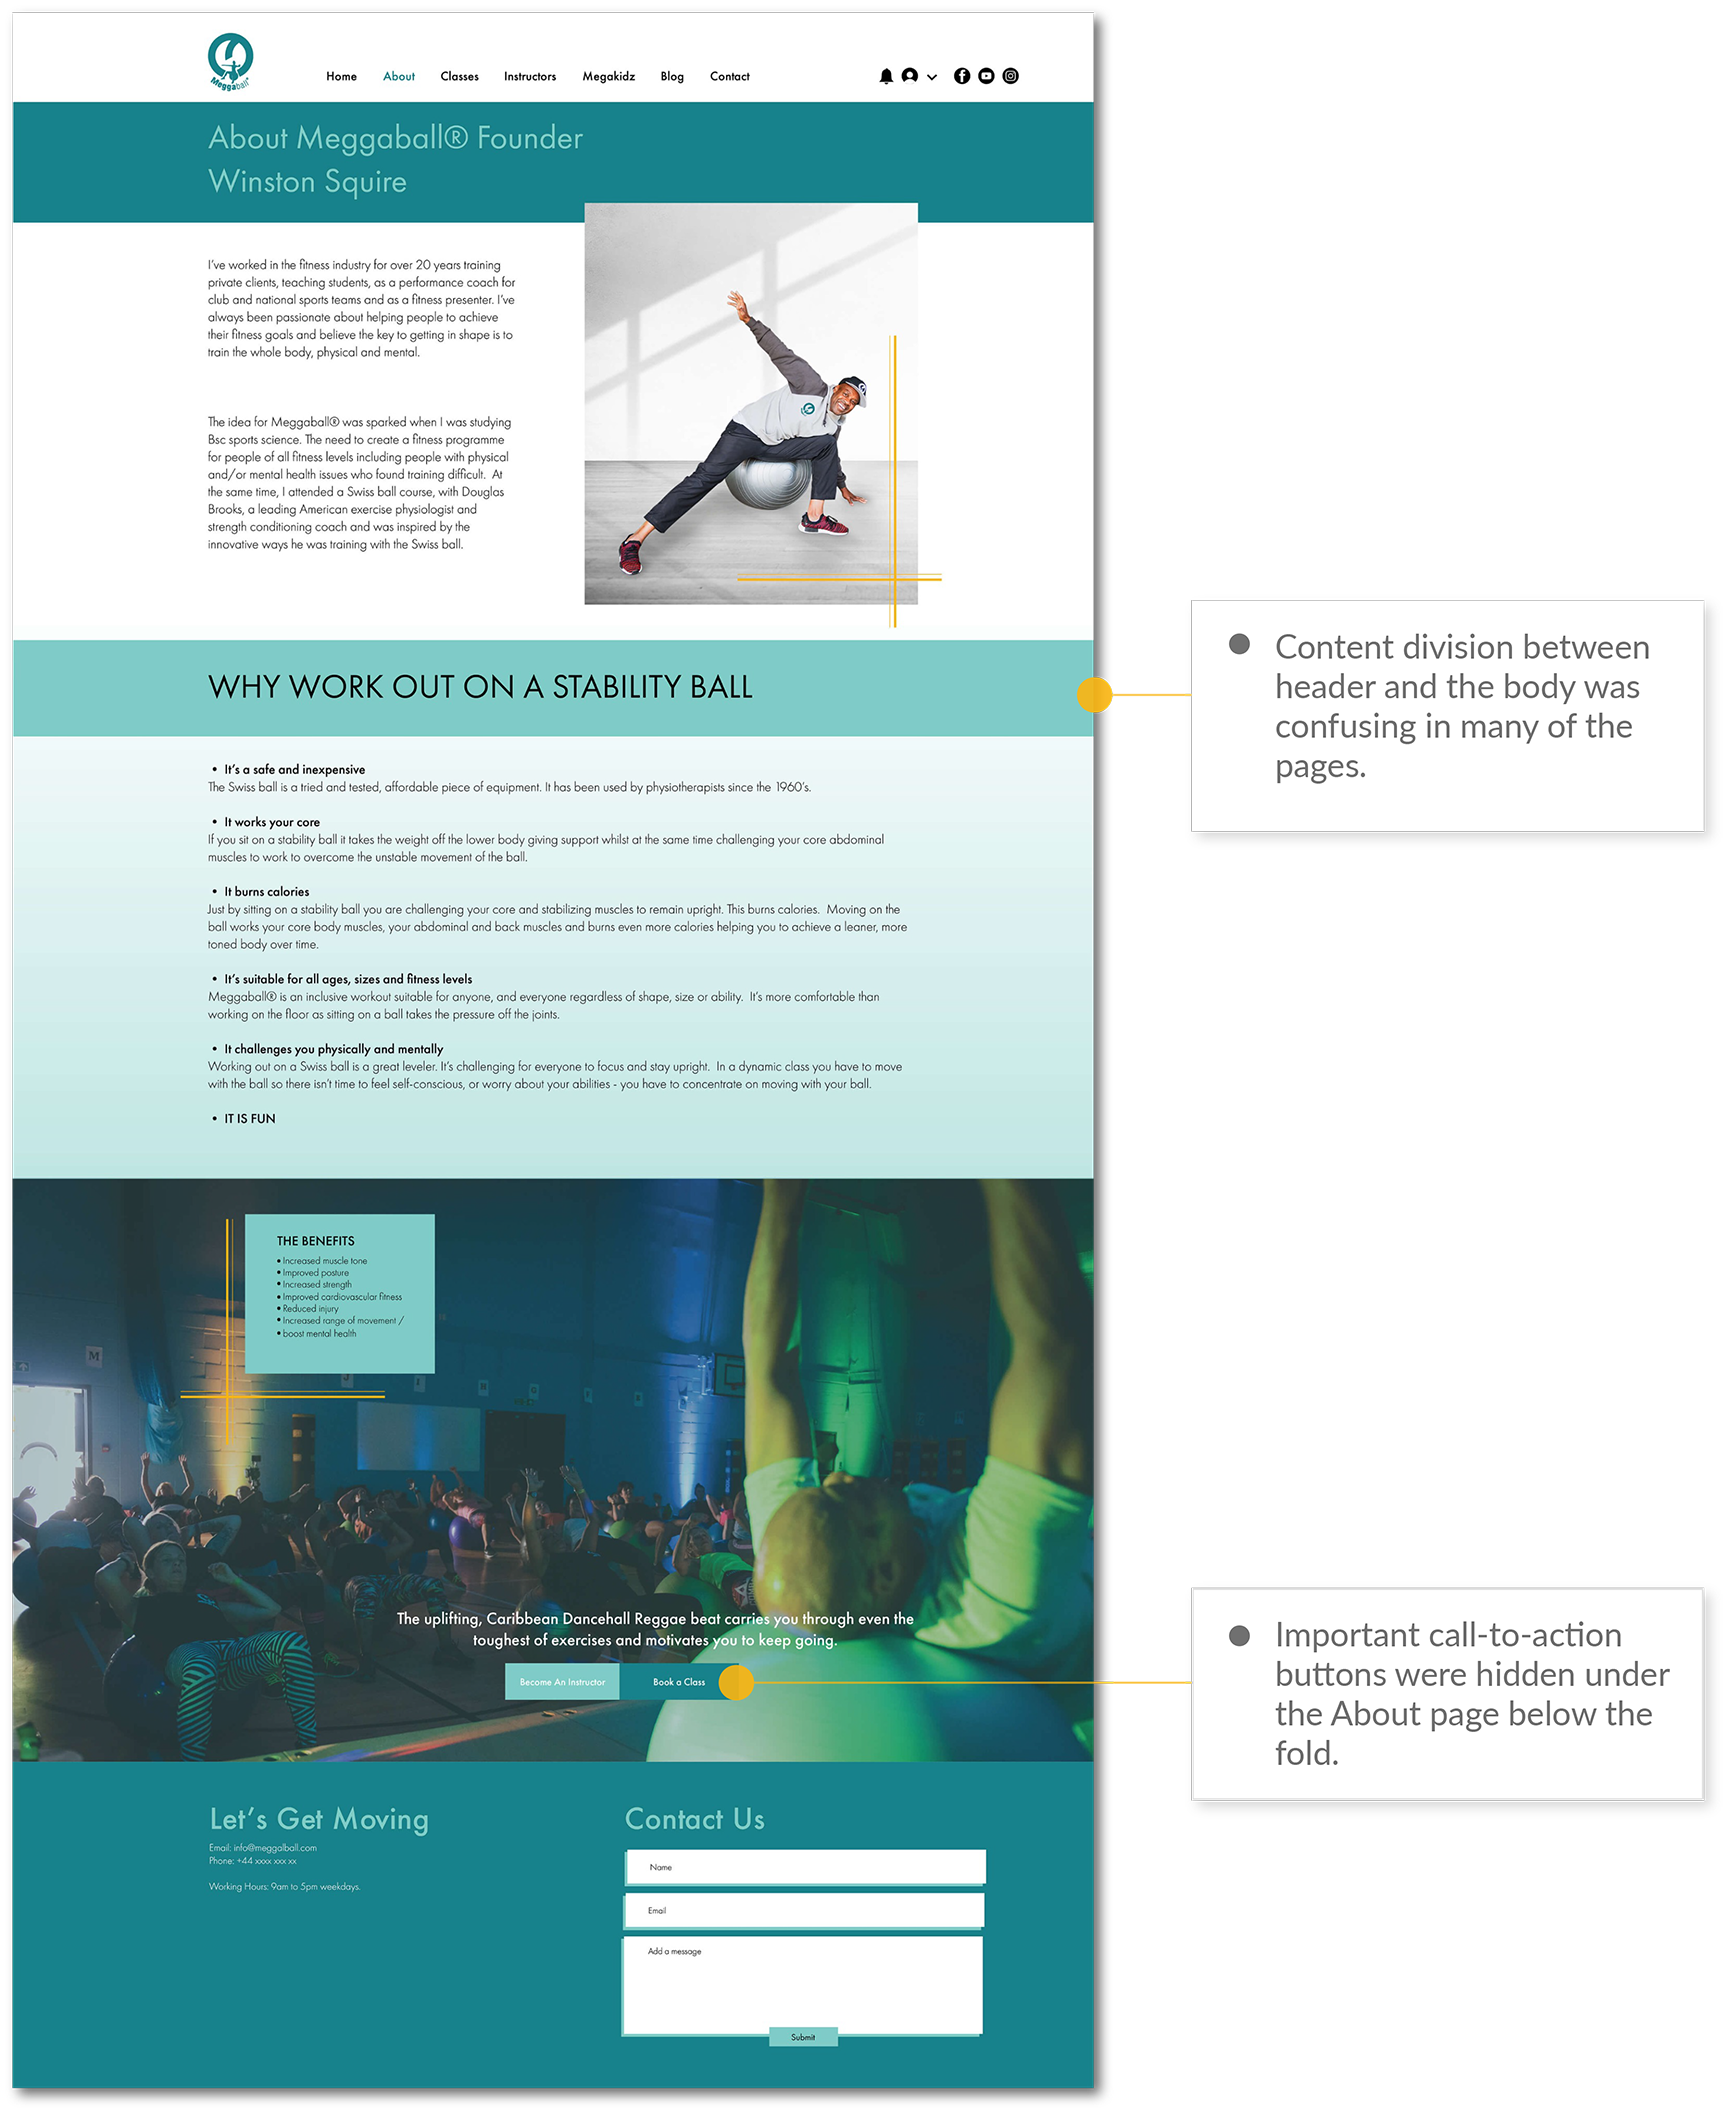 Meggaball
Home About Classes Instructors Megakidz Blog Contact
About Meggaball® Founder
Winston Squire
I've worked in the fitness industry for over 20 years training
private clients, teaching students, as a performance coach for
club and national sports teams and as a fitness presenter. I've
always been passionate about helping people to achieve
their fitness goals and believe the key to getting in shape is to
train the whole body, physical and mental.
The idea for Meggaball® was sparked when I was studying
Bsc sports science. The need to create a fitness programme
for people of all fitness levels including people with physical
and/or mental health issues who found training difficult. At
the same time, I attended a Swiss ball course, with Douglas
Brooks, a leading American exercise physiologist and
strength conditioning coach and was inspired by the
innovative ways he was training with the Swiss ball.
WHY WORK OUT ON A STABILITY BALL
• It's a safe and inexpensive
The Swiss ball is a tried and tested, affordable piece of equipment. It has been used by physiotherapists since the 1960's.
• It works your core
If you sit on a stability ball it takes the weight off the lower body giving support whilst at the same time challenging your core abdominal
muscles to work to overcome the unstable movement of the ball.
• It burns calories
Just by sitting on a stability ball you are challenging your core and stabilizing muscles to remain upright. This burns calories. Moving on the
ball works your core body muscles, your abdominal and back muscles and burns even more calories helping you to achieve a leaner, more
toned body over time.
• It's suitable for all ages, sizes and fitness levels
Meggaball® is an inclusive workout suitable for anyone, and everyone regardless of shape, size or ability. It's more comfortable than
working on the floor as sitting on a ball takes the pressure off the joints.
• It challenges you physically and mentally
Working out on a Swiss ball is a great leveler. It's challenging for everyone to focus and stay upright. In a dynamic class you have to move
with the ball so there isn't time to feel self-conscious, or worry about your abilities - you have to concentrate on moving with your ball.
• IT IS FUN
THE BENEFITS
• Increased muscle tone
• Improved posture
• Increased strength
• Improved cardiovascular fitness
• Reduced injury
• Increased range of movement /
• boost mental health
M
The uplifting, Caribbean Dancehall Reggae beat carries you through even the
toughest of exercises and motivates you to keep going.
Become An Instructor Book a Class
Let's Get Moving
Email: info@meggalball.com
Phone: +44 xxxx xxx xx
Working Hours: 9am to 5pm weekdays.
Contact Us
Name
Email
Add a message
Submit
• Content division between
header and the body was
confusing in many of the
pages.
• Important call-to-action
buttons were hidden under
the About page below the
fold.